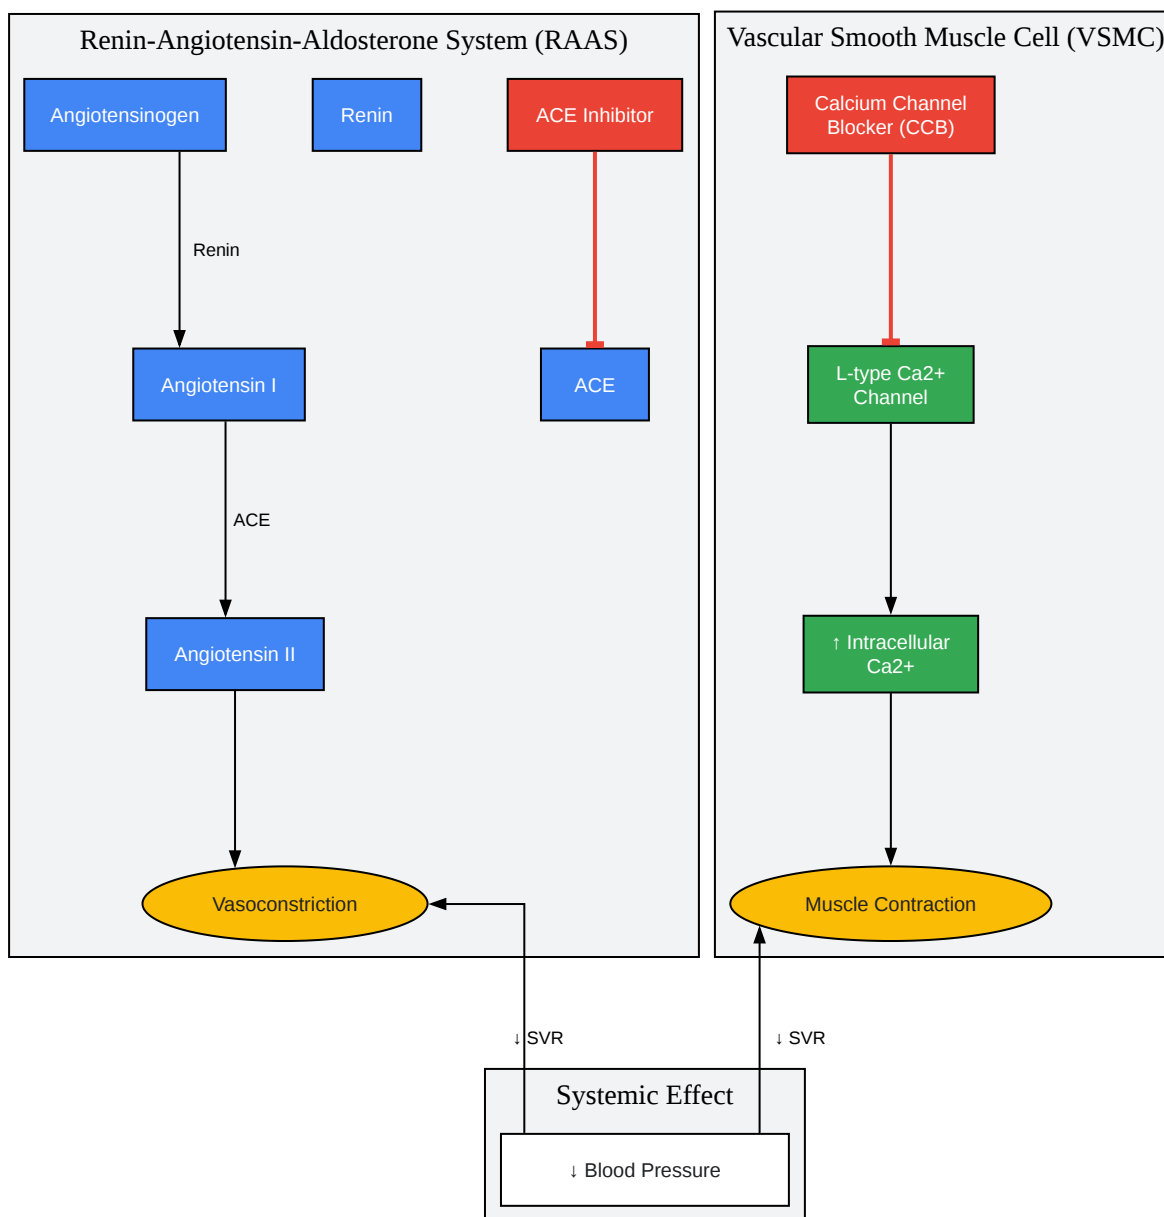 Renin-Angiotensin-Aldosterone System (RAAS)
Angiotensinogen
Renin
ACE Inhibitor
Renin
Angiotensin I
ACE
ACE
Angiotensin II
Vasoconstriction
Vascular Smooth Muscle Cell (VSMC)
Calcium Channel
Blocker (CCB)
L-type Ca2+
Channel
↑ Intracellular
Ca2+
Muscle Contraction
↓ SVR
↓ SVR
Systemic Effect
↓ Blood Pressure